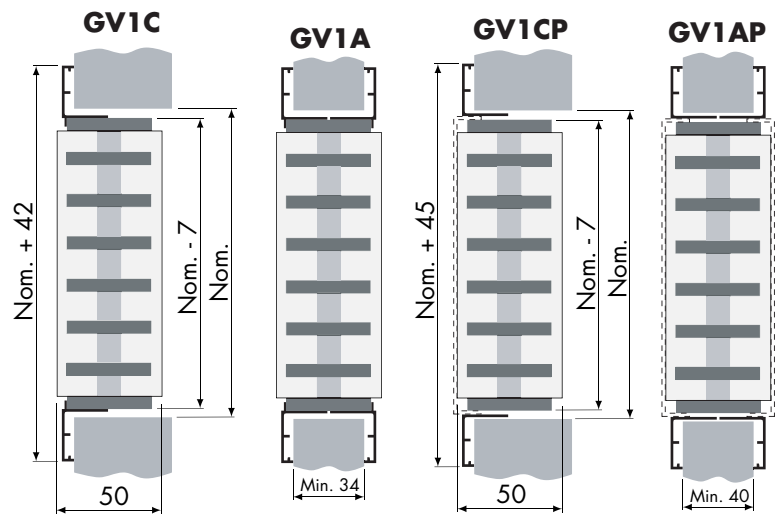 GV1C
GV1A
GV1CP
GV1AP
Nom. + 42
Nom. - 7
Nom.
Nom. + 45
Nom. - 7
Nom.
50
Min. 34
50
Min. 40